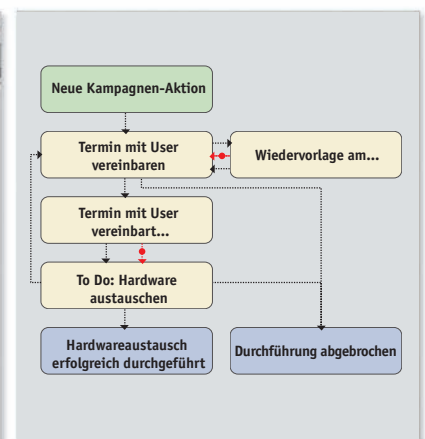 Neue Kampagnen-Aktion
Termin mit User
vereinbaren
Wiedervorlage am...
Termin mit User
vereinbart...
To Do: Hardware
austauschen
Hardwareaustausch
erfolgreich durchgeführt
Durchführung abgebrochen